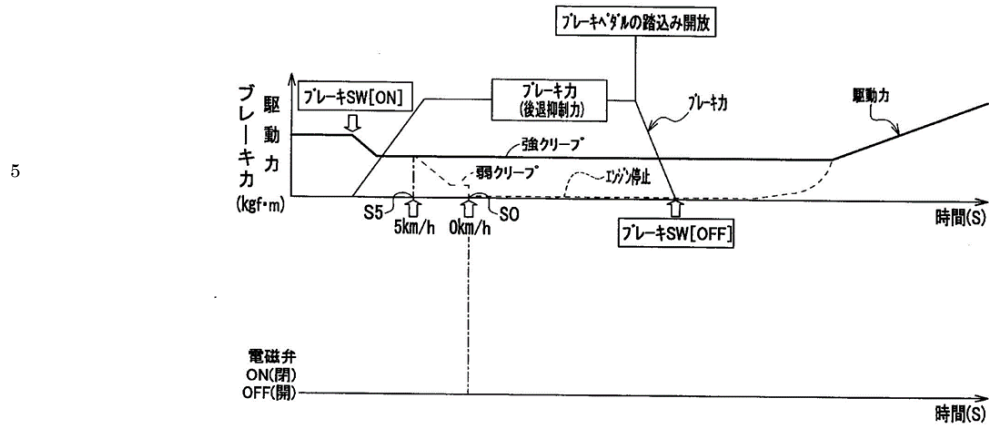 ブレーキペダルの踏込み開放
ブレーキSW[ON]
ブレーキ力
(後退抑制力)
ブレーキ力
駆動力
駆動力
ブレーキ力
(kgf・m)
強クリープ
弱クリープ
エンジン停止
5
S5
S0
5km/h
0km/h
ブレーキSW[OFF]
時間(S)
電磁弁
ON(閉)
OFF(開)
時間(S)